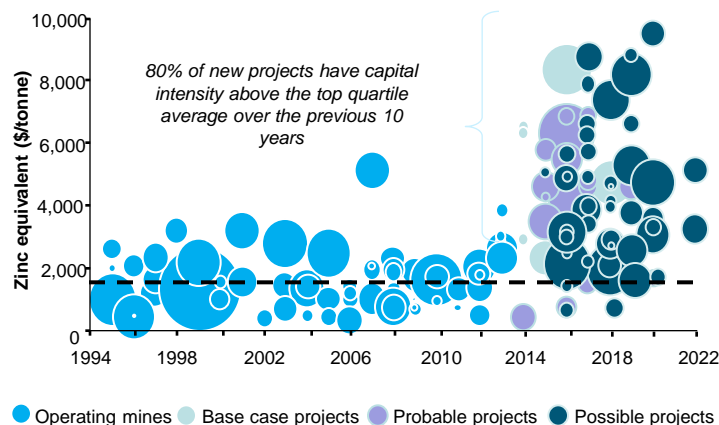 10,000
8,000
6,000
4,000
2,000
0
Zinc equivalent ($/tonne)
80% of new projects have capital
intensity above the top quartile
average over the previous 10
years
1994 1998 2002 2006 2010 2014 2018 2022
Operating mines Base case projects Probable projects Possible projects